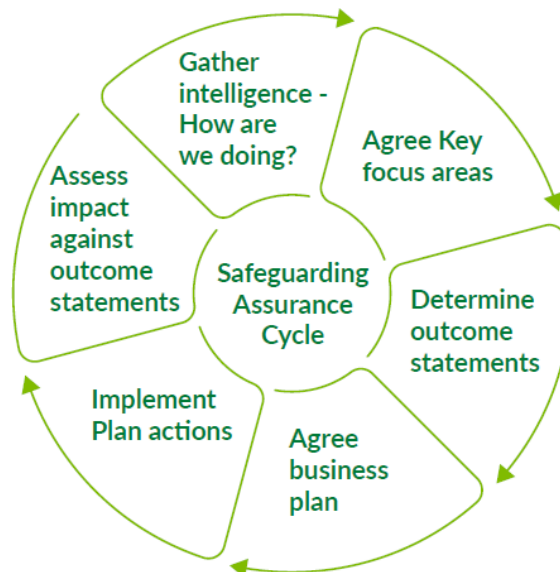 Gather
intelligence -
How are
we doing?
Agree Key
focus areas
Determine
outcome
statements
Agree
business
plan
Implement
Plan actions
Assess
impact
against
outcome
statements
Safeguarding
Assurance
Cycle